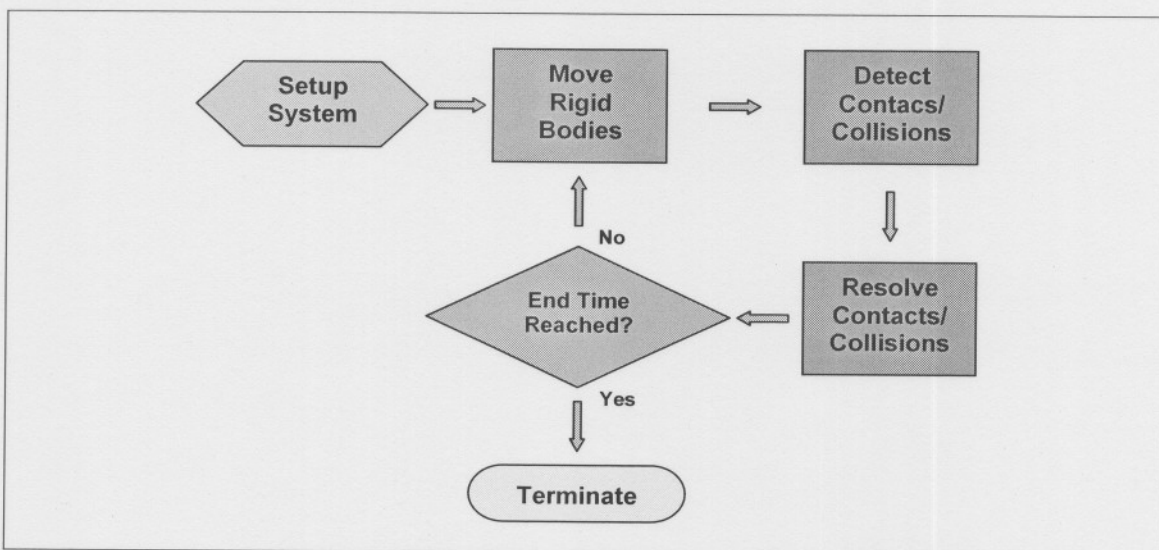 Setup
System
Move
Rigid
Bodies
Detect
Contacs/
Collisions
Resolve
Contacts/
Collisions
End Time
Reached?
No
Yes
Terminate